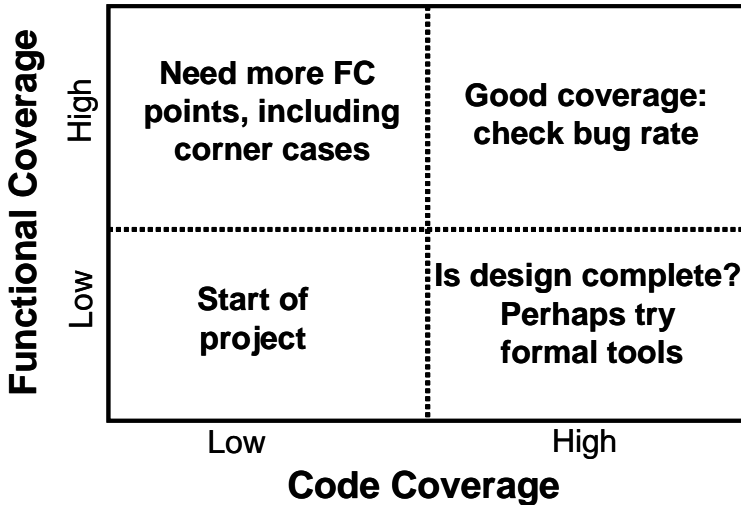 Functional Coverage
High
Low
Need more FC
points, including
corner cases
Good coverage:
check bug rate
Start of
project
Is design complete?
Perhaps try
formal tools
Low
High
Code Coverage